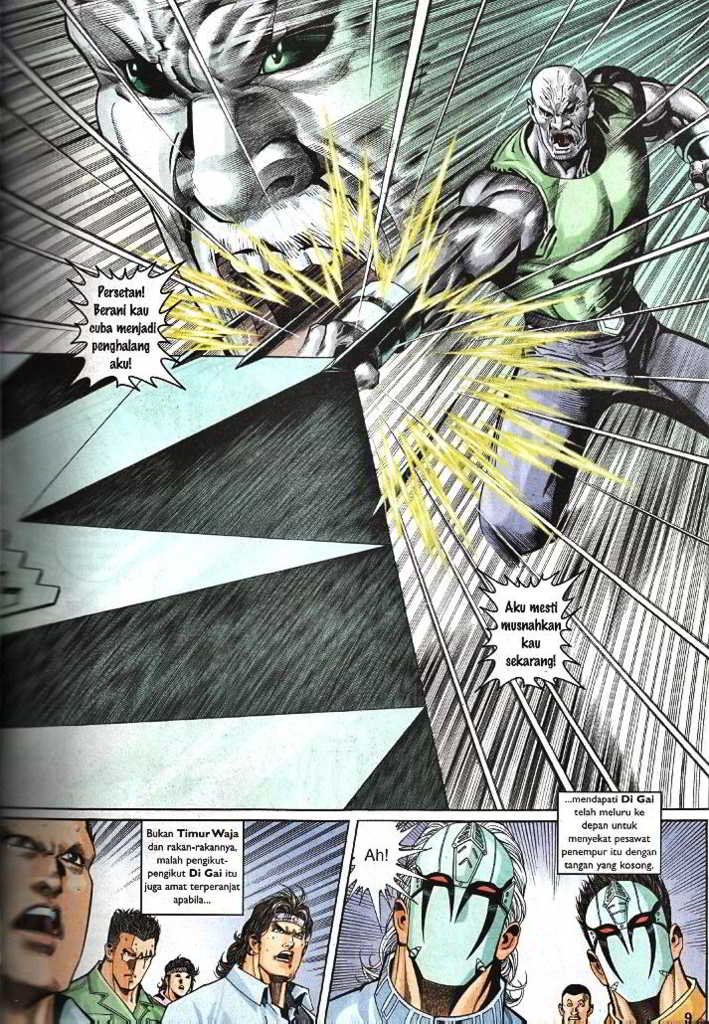 Persetan!
Berani kau
cuba menjadi
penghalang
aku!
Aku mesti
musnahkan
kau
sekarang!
Bukan Timur Waja
dan rakan-rakannya,
malah pengikut-
pengikut Di Gai itu
juga amat terperanjat
apabila...
Ah!
...mendapati Di Gai
telah meluru ke
depan untuk
menyekat pesawat
penempur itu dengan
tangan yang kosong.
9